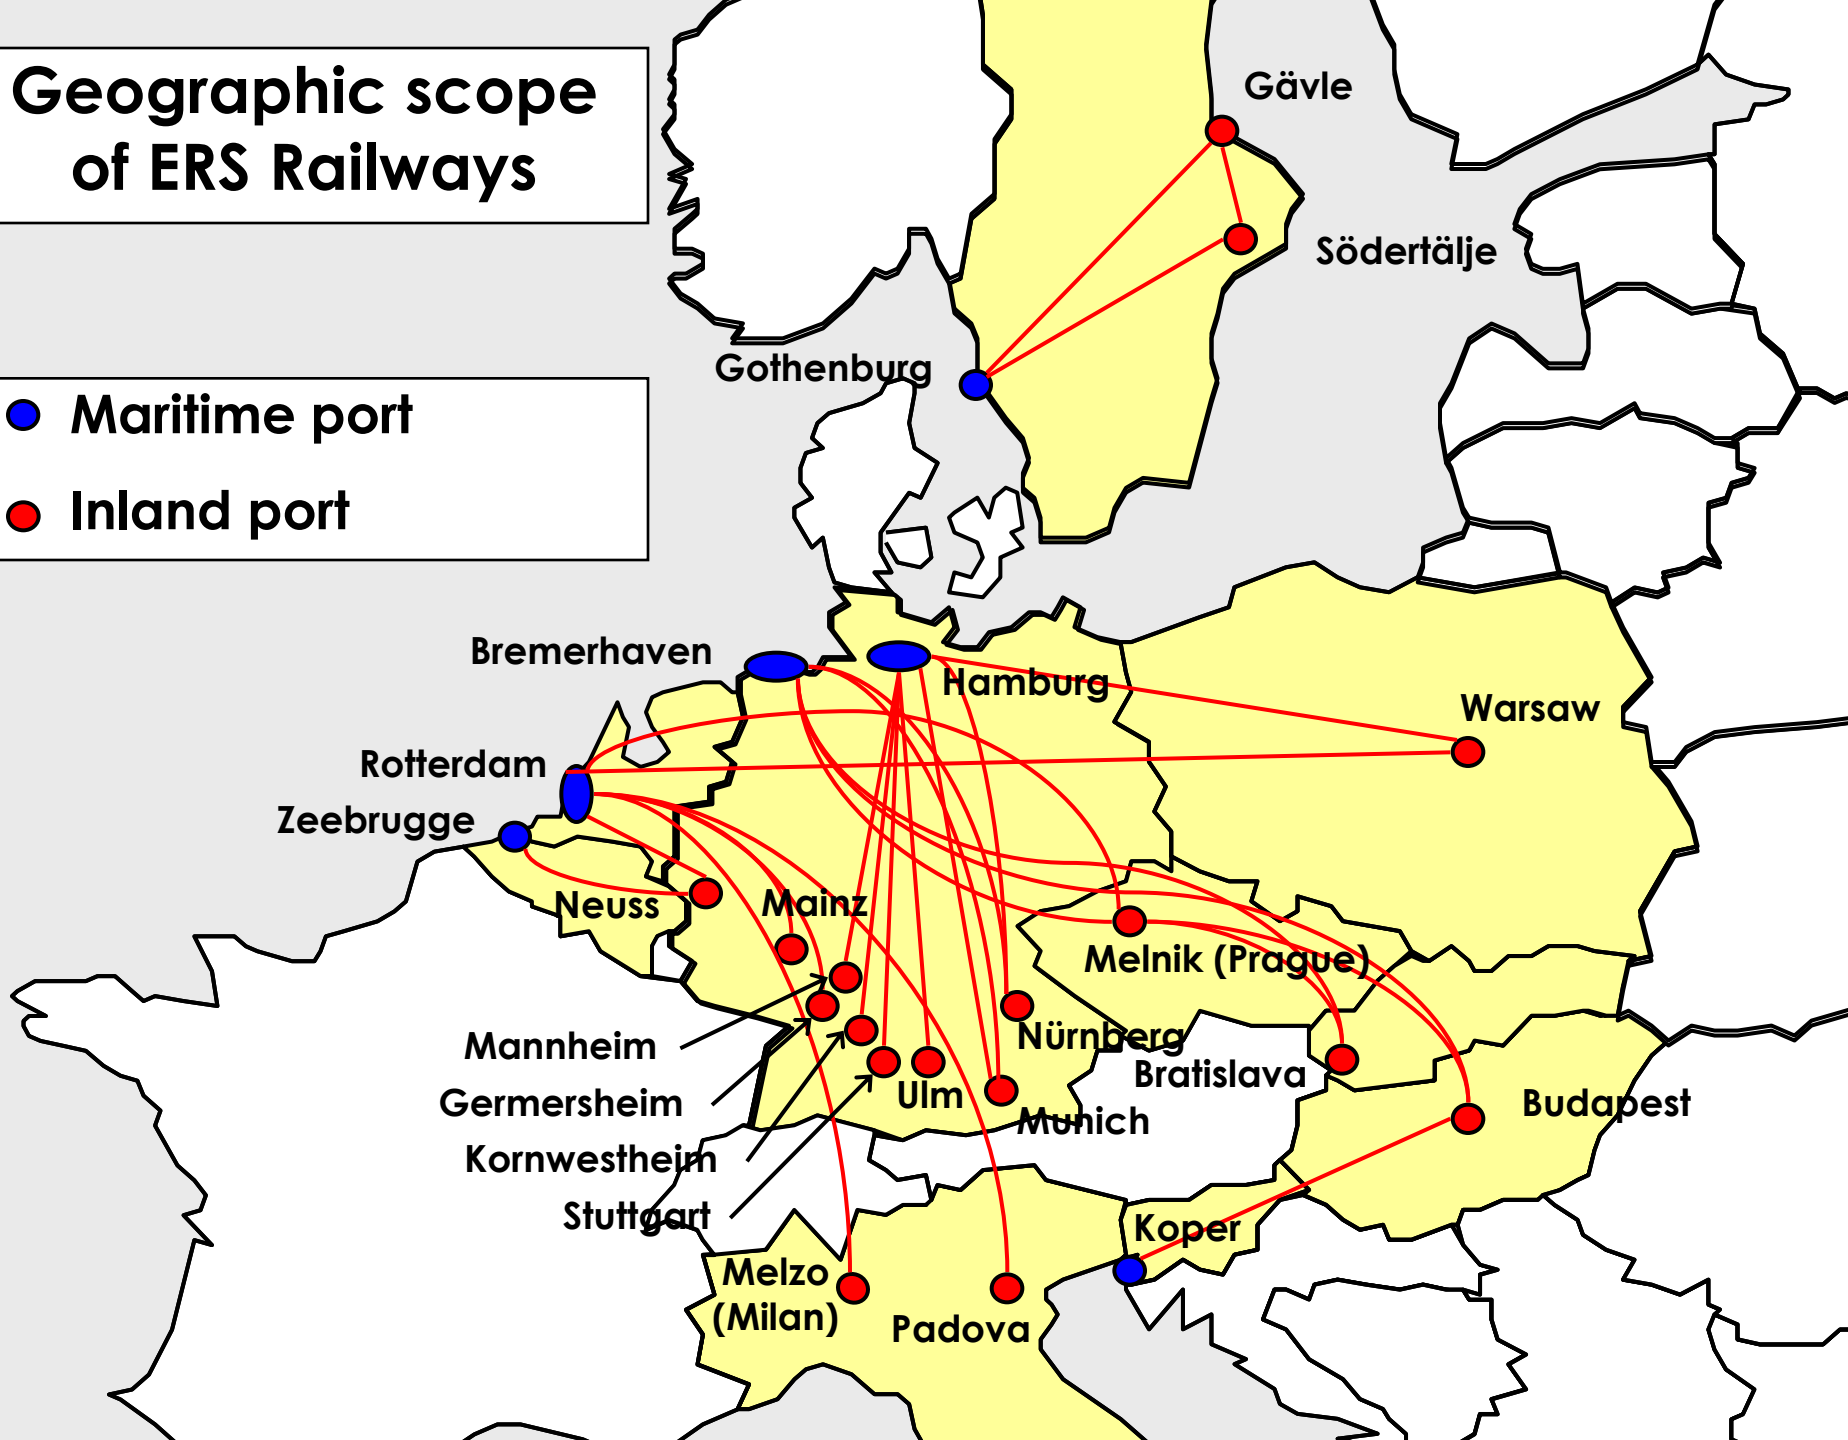 Geographic scope
of ERS Railways
Maritime port
Inland port
Gävle
Södertälje
Gothenburg
Bremerhaven
Hamburg
Warsaw
Rotterdam
Zeebrugge
Neuss
Mainz
Melnik (Prague)
Mannheim
Nürnberg
Bratislava
Germersheim
Ulm
Munich
Budapest
Kornwestheim
Stuttgart
Koper
Melzo
(Milan)
Padova